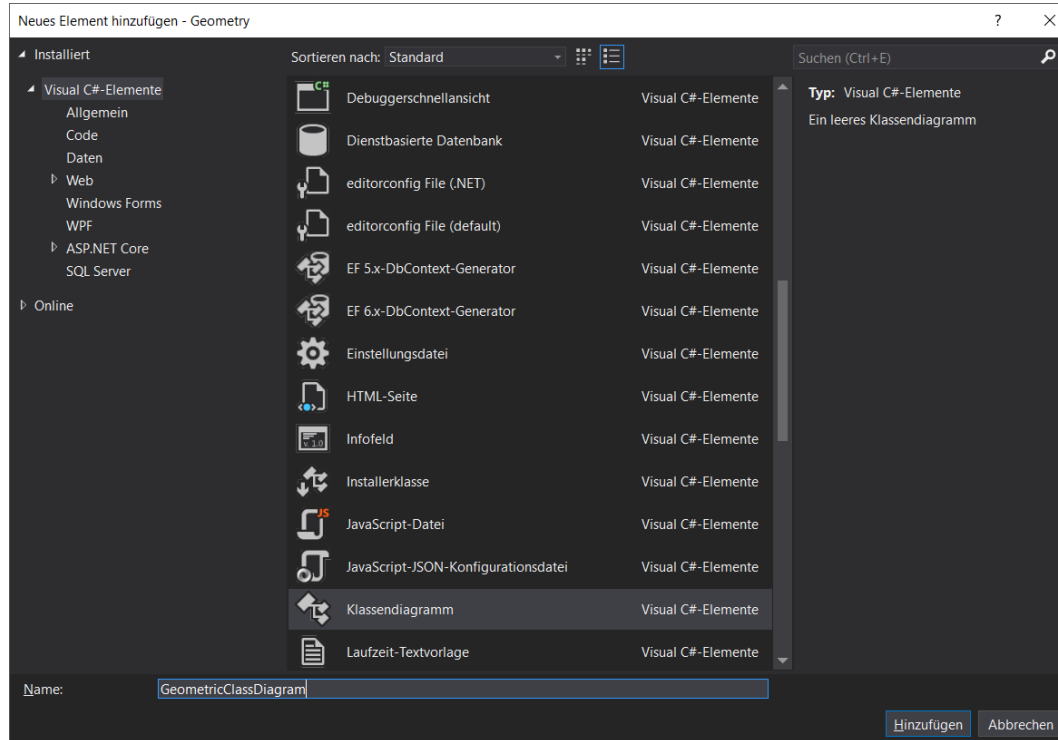 Neues Element hinzufügen - Geometry
?
Installiert
Sortieren nach: Standard
Suchen (Ctrl+E)
Visual C#-Elemente
Allgemein
Code
Daten
Web
Windows Forms
WPF
ASP.NET Core
SQL Server
Online
Debuggerschnellansicht Visual C#-Elemente
Dienstbasierte Datenbank Visual C#-Elemente
editorconfig File (.NET) Visual C#-Elemente
editorconfig File (default) Visual C#-Elemente
EF 5.x-DbContext-Generator Visual C#-Elemente
EF 6.x-DbContext-Generator Visual C#-Elemente
Einstellungsdatei Visual C#-Elemente
HTML-Seite Visual C#-Elemente
Infofeld Visual C#-Elemente
Installerklasse Visual C#-Elemente
JavaScript-Datei Visual C#-Elemente
JavaScript-JSON-Konfigurationsdatei Visual C#-Elemente
Klassendiagramm Visual C#-Elemente
Laufzeit-Textvorlage Visual C#-Elemente
Typ: Visual C#-Elemente
Ein leeres Klassendiagramm
Name: GeometricClassDiagram
Hinzufügen Abbrechen